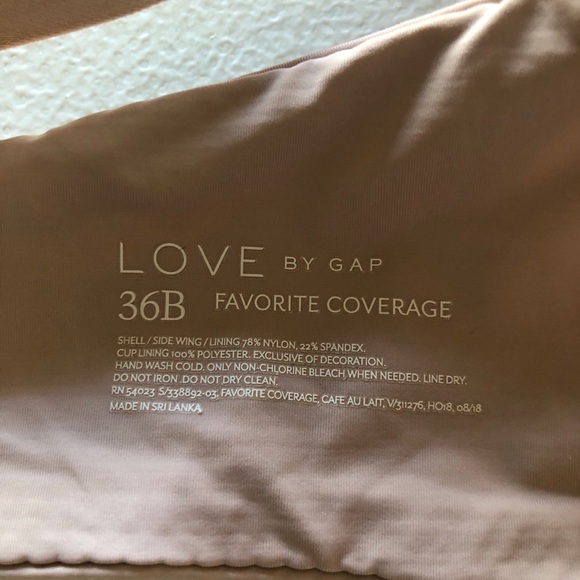 LOVE BY GAP
36B FAVORITE COVERAGE
SHELL / SIDE WING / LINING 78% NYLON, 22% SPANDEX.
CUP LINING 100% POLYESTER. EXCLUSIVE OF DECORATION.
HAND WASH COLD. ONLY NON-CHLORINE BLEACH WHEN NEEDED. LINE DRY.
DO NOT IRON .DO NOT DRY CLEAN.
RN 54023 S/338892-03, FAVORITE COVERAGE, CAFE AU LAIT, V/311276, HO18, 08/18
MADE IN SRI LANKA